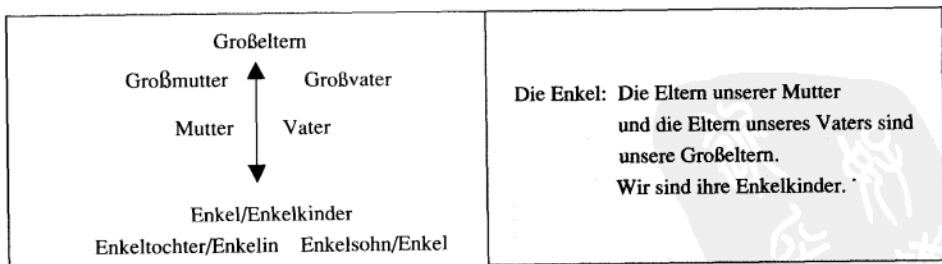 Großeltern
Großmutter Großvater
Mutter Vater
Enkel/Enkelkinder
Enkeltochter/Enkelin Enkelsohn/Enkel
Die Enkel: Die Eltern unserer Mutter
und die Eltern unseres Vaters sind
unsere Großeltern.
Wir sind ihre Enkelkinder.